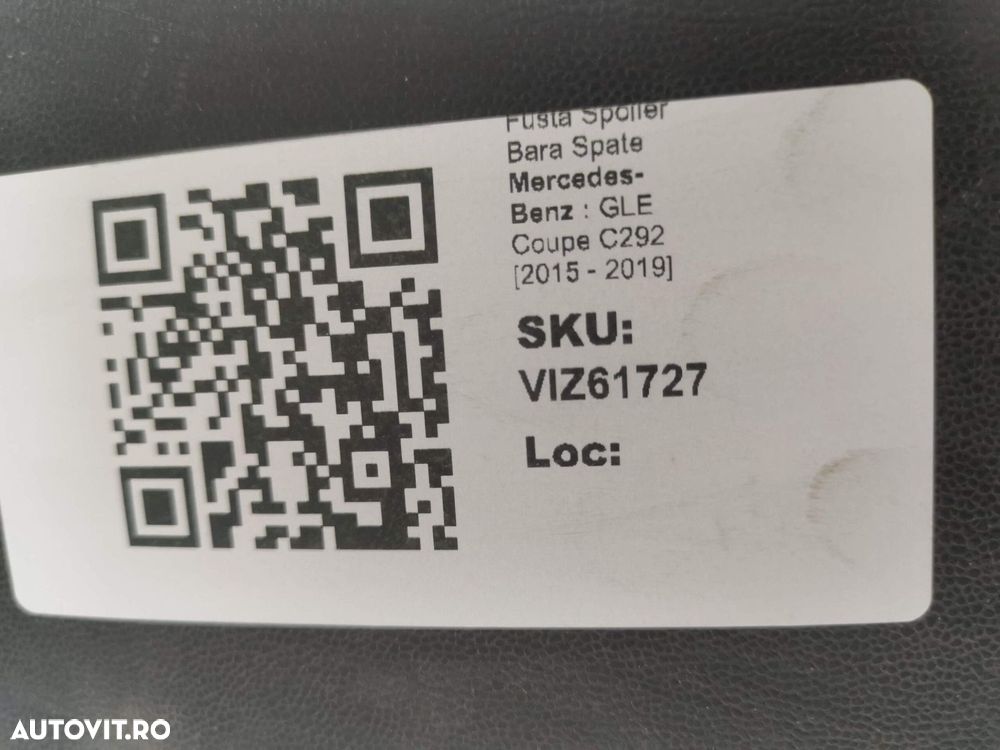 Fusta Spoiler
Bara Spate
Mercedes-
Benz : GLE
Coupe C292
[2015 - 2019]
SKU:
VIZ61727
Loc:
AUTOVIT.RO